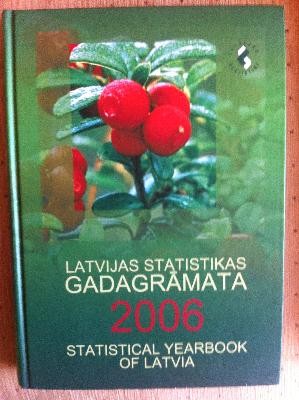 LATVIJAS STATISTIKAS
GADAGRĀMATA
2006
STATISTICAL YEARBOOK
OF LATVIA